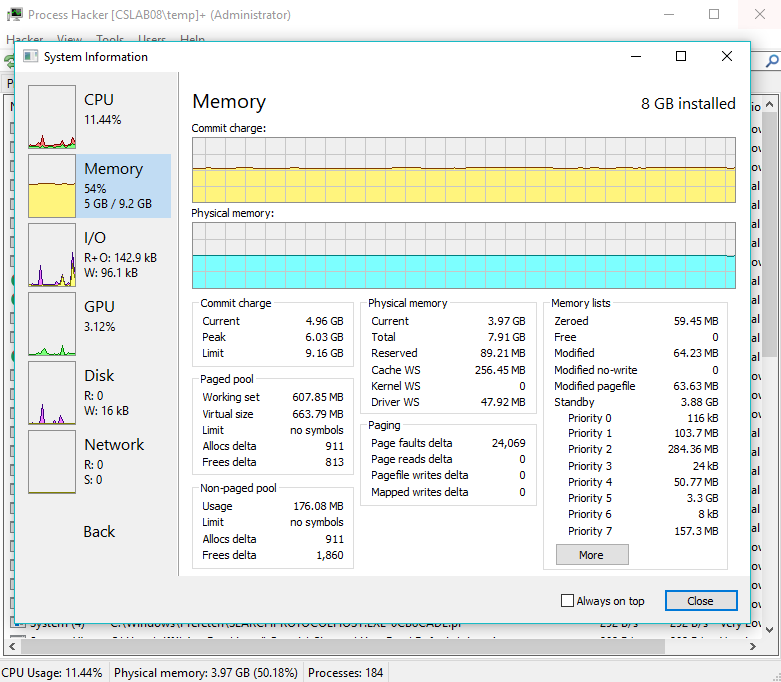 Process Hacker [CSLAB08\temp]+ (Administrator)
Hacker View Tools Users Help
System Information
CPU
11.44%
Memory
54%
5 GB / 9.2 GB
I/O
R+O: 142.9 kB
W: 96.1 kB
GPU
3.12%
Disk
R: 0
W: 16 kB
Network
R: 0
S: 0
Back
Memory
8 GB installed
Commit charge:
Physical memory:
Commit charge
Current 4.96 GB
Peak 6.03 GB
Limit 9.16 GB
Paged pool
Working set 607.85 MB
Virtual size 663.79 MB
Limit no symbols
Allocs delta 911
Frees delta 813
Non-paged pool
Usage 176.08 MB
Limit no symbols
Allocs delta 911
Frees delta 1,860
Physical memory
Current 3.97 GB
Total 7.91 GB
Reserved 89.21 MB
Cache WS 256.45 MB
Kernel WS 0
Driver WS 47.92 MB
Paging
Page faults delta 24,069
Page reads delta 0
Pagefile writes delta 0
Mapped writes delta 0
Memory lists
Zeroed 59.45 MB
Free 0
Modified 64.23 MB
Modified no-write 0
Modified pagefile 63.63 MB
Standby 3.88 GB
Priority 0 116 kB
Priority 1 103.7 MB
Priority 2 284.36 MB
Priority 3 24 kB
Priority 4 50.77 MB
Priority 5 3.3 GB
Priority 6 8 kB
Priority 7 157.3 MB
More
Always on top
Close
CPU Usage: 11.44% Physical memory: 3.97 GB (50.18%) Processes: 184